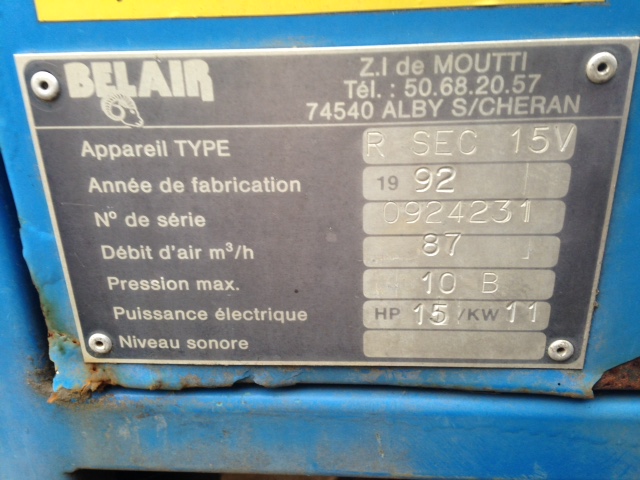 BELAIR
Z.I de MOUTTI
Tél. : 50.68.20.57
74540 ALBY S/CHERAN
Appareil TYPE R SEC 15V
Année de fabrication 19 92
N° de série 0924231
Débit d'air m³/h 87
Pression max. 10 B
Puissance électrique HP 15 /KW 11
Niveau sonore